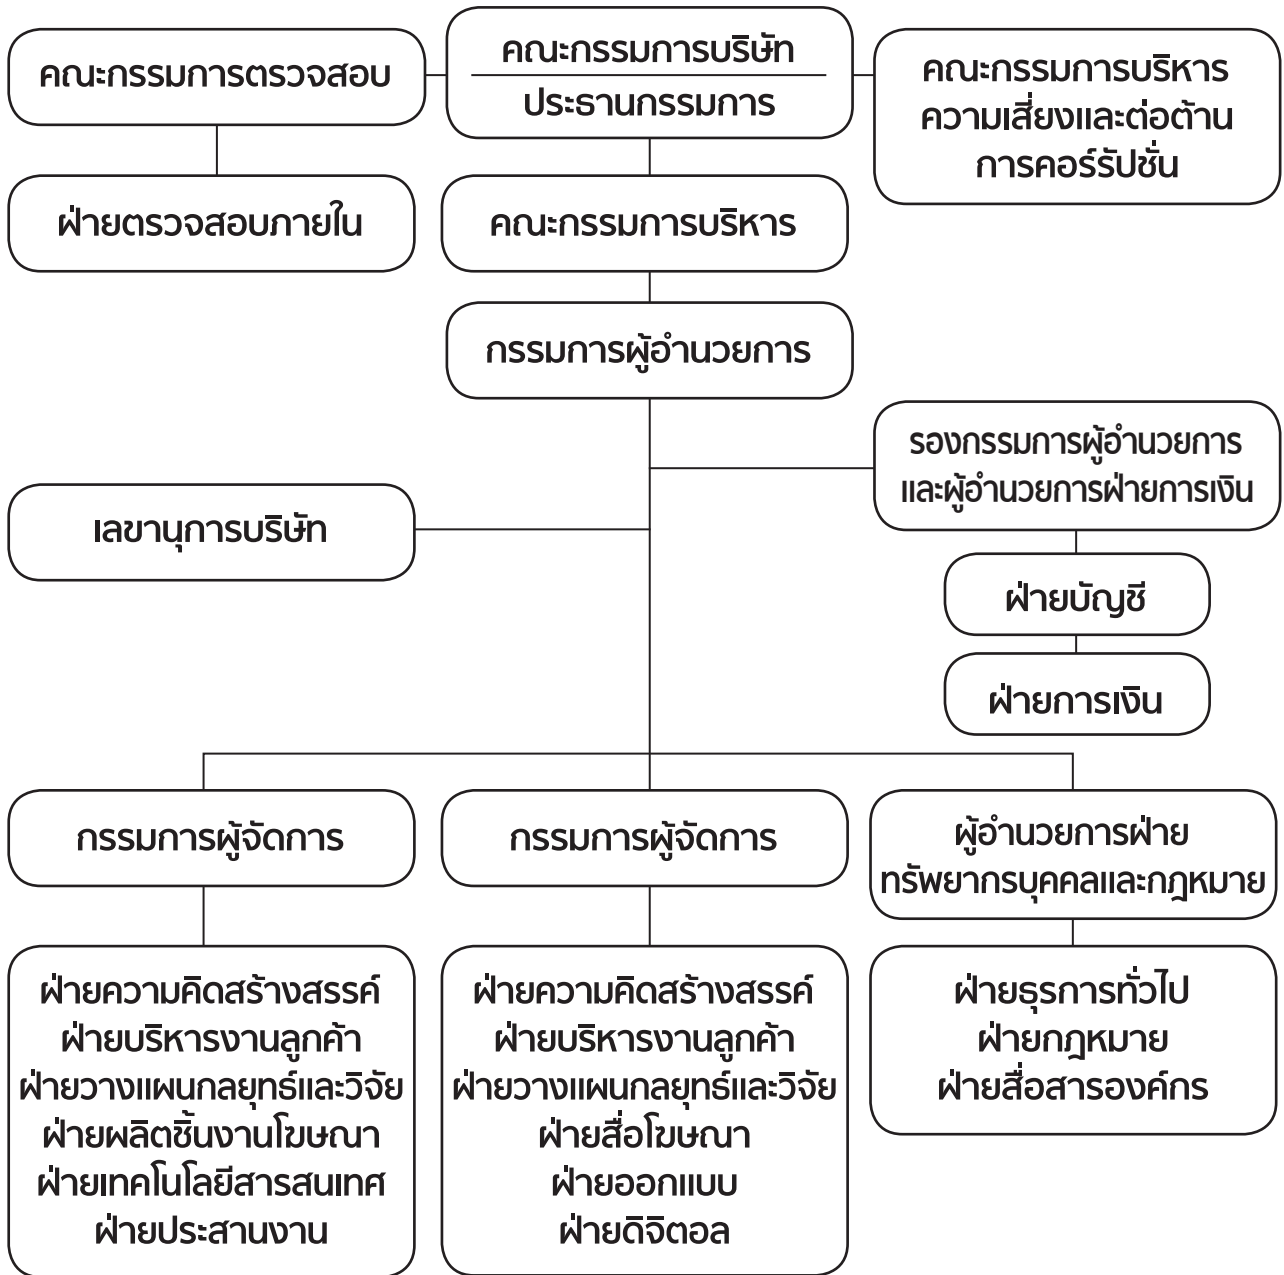 คณะกรรมการตรวจสอบ
คณะกรรมการบริษัท
ประธานกรรมการ
คณะกรรมการบริหาร
ความเสี่ยงและต่อต้าน
การคอร์รัปชั่น
ฝ่ายตรวจสอบภายใน
คณะกรรมการบริหาร
กรรมการผู้อำนวยการ
รองกรรมการผู้อำนวยการ
และผู้อำนวยการฝ่ายการเงิน
เลขานุการบริษัท
ฝ่ายบัญชี
ฝ่ายการเงิน
กรรมการผู้จัดการ
กรรมการผู้จัดการ
ผู้อำนวยการฝ่าย
ทรัพยากรบุคคลและกฎหมาย
ฝ่ายความคิดสร้างสรรค์
ฝ่ายบริหารงานลูกค้า
ฝ่ายวางแผนกลยุทธ์และวิจัย
ฝ่ายผลิตชิ้นงานโฆษณา
ฝ่ายเทคโนโลยีสารสนเทศ
ฝ่ายประสานงาน
ฝ่ายความคิดสร้างสรรค์
ฝ่ายบริหารงานลูกค้า
ฝ่ายวางแผนกลยุทธ์และวิจัย
ฝ่ายสื่อโฆษณา
ฝ่ายออกแบบ
ฝ่ายดิจิตอล
ฝ่ายธุรการทั่วไป
ฝ่ายกฎหมาย
ฝ่ายสื่อสารองค์กร